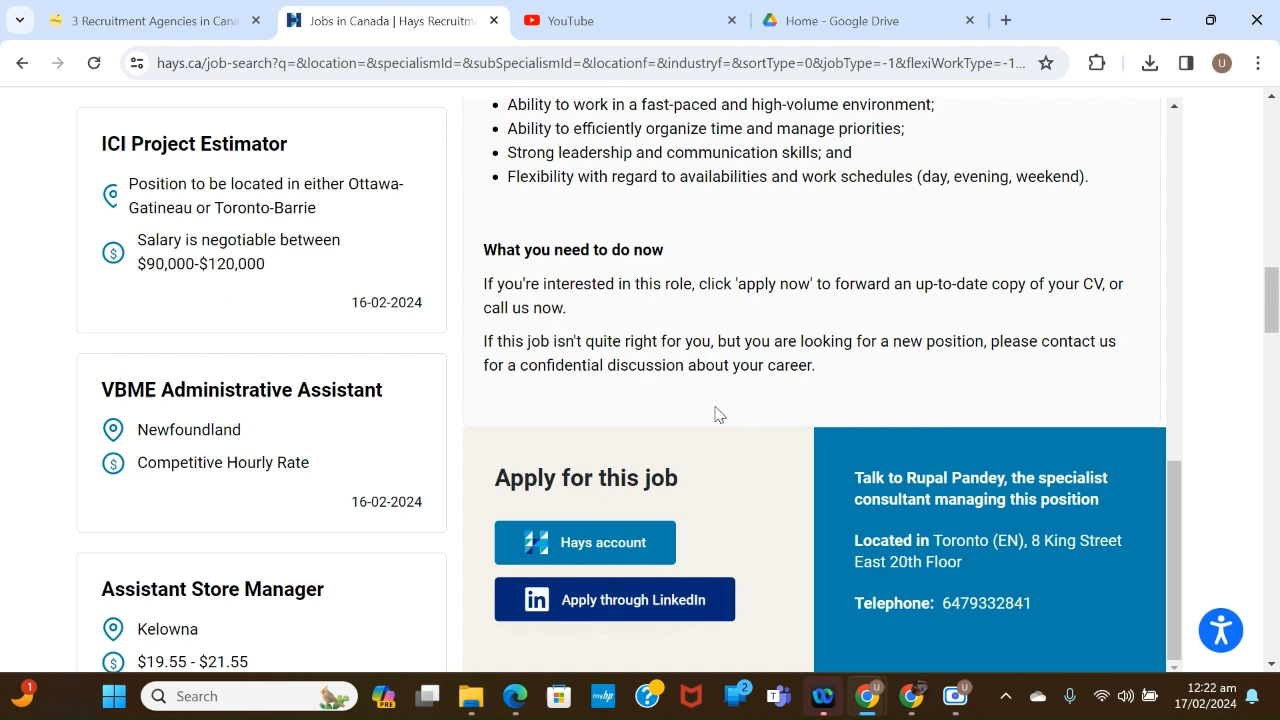 3 Recruitment Agencies in Cana
Jobs in Canada | Hays Recruitme
YouTube
Home - Google Drive
hays.ca/job-search?q=&location=&specialismId=&subSpecialismId=&locationf=&industryf=&sortType=0&jobType=-1&flexiWorkType=-1...
U
ICI Project Estimator
Position to be located in either Ottawa-
Gatineau or Toronto-Barrie
Salary is negotiable between
$90,000-$120,000
16-02-2024
VBME Administrative Assistant
Newfoundland
Competitive Hourly Rate
16-02-2024
Assistant Store Manager
Kelowna
$19.55 - $21.55
• Ability to work in a fast-paced and high-volume environment;
• Ability to efficiently organize time and manage priorities;
• Strong leadership and communication skills; and
• Flexibility with regard to availabilities and work schedules (day, evening, weekend).
What you need to do now
If you're interested in this role, click 'apply now' to forward an up-to-date copy of your CV, or
call us now.
If this job isn't quite right for you, but you are looking for a new position, please contact us
for a confidential discussion about your career.
Apply for this job
Hays account
in Apply through LinkedIn
Talk to Rupal Pandey, the specialist
consultant managing this position
Located in Toronto (EN), 8 King Street
East 20th Floor
Telephone: 6479332841
1
Search
PRE
myhp
2
U
U
12:22 am
17/02/2024